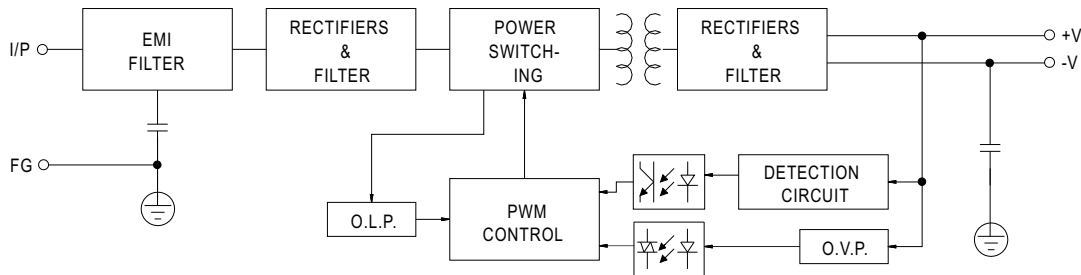 I/P
EMI
FILTER
RECTIFIERS
&
FILTER
POWER
SWITCH-
ING
RECTIFIERS
&
FILTER
+V
-V
FG
O.L.P.
PWM
CONTROL
DETECTION
CIRCUIT
O.V.P.